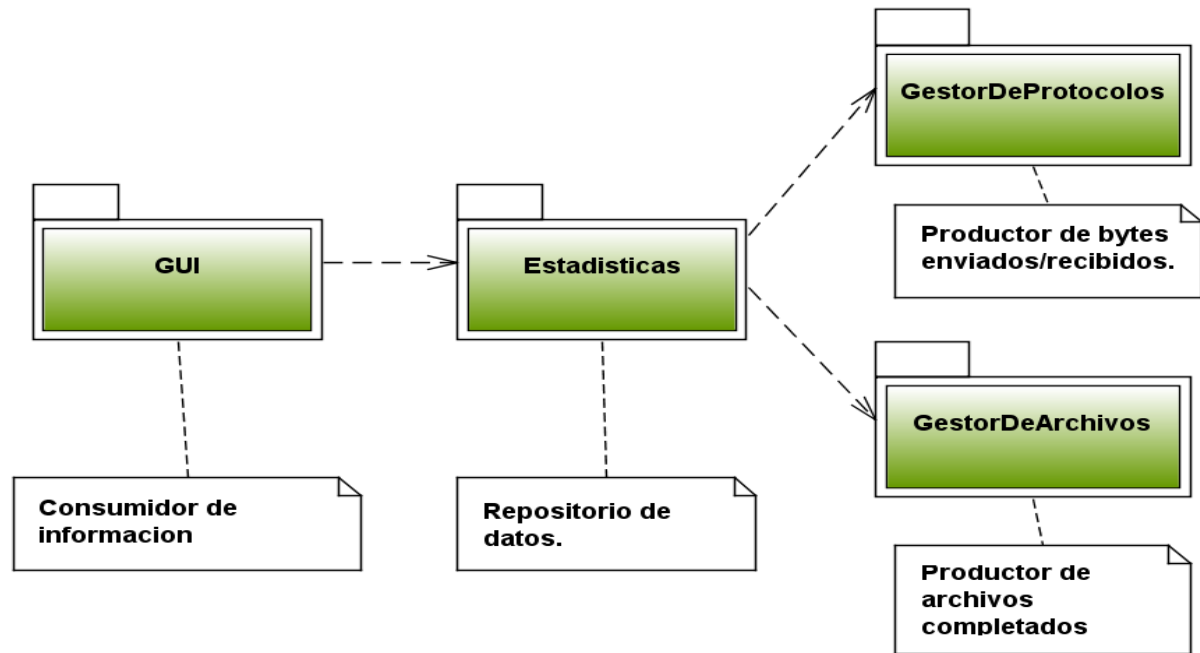 GestorDeProtocolos
Productor de bytes
enviados/recibidos.
GUI
Estadisticas
GestorDeArchivos
Consumidor de
informacion
Repositorio de
datos.
Productor de
archivos
completados